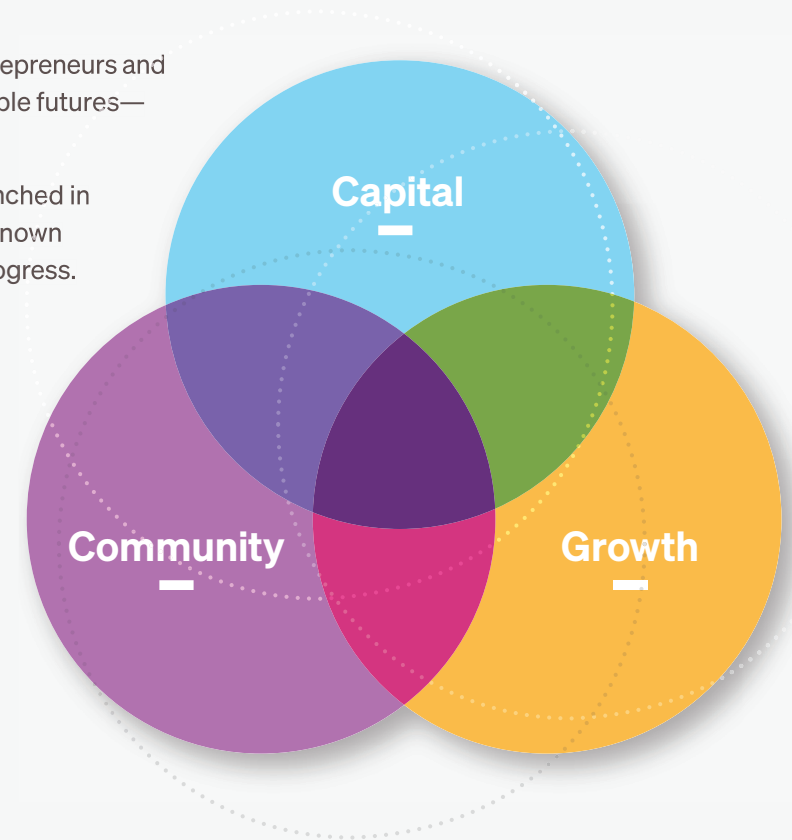 epreneurs and
ble futures—
nched in
nown
ogress.
Capital
Community
Growth